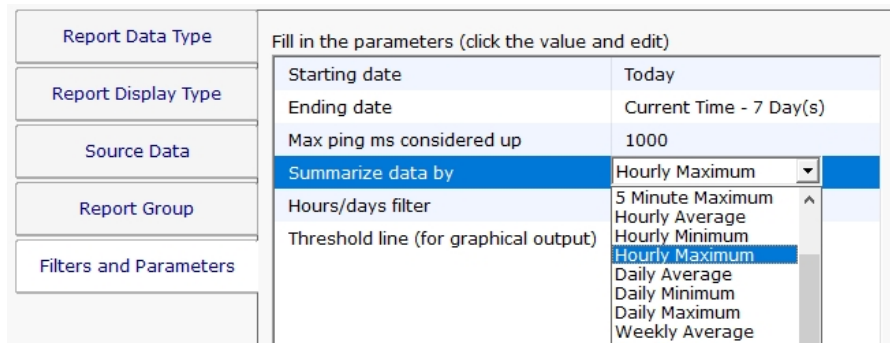 Report Data Type
Report Display Type
Source Data
Report Group
Filters and Parameters
Fill in the parameters (click the value and edit)
Starting date Today
Ending date Current Time - 7 Day(s)
Max ping ms considered up 1000
Summarize data by Hourly Maximum
Hours/days filter
Threshold line (for graphical output)
5 Minute Maximum
Hourly Average
Hourly Minimum
Hourly Maximum
Daily Average
Daily Minimum
Daily Maximum
Weekly Average